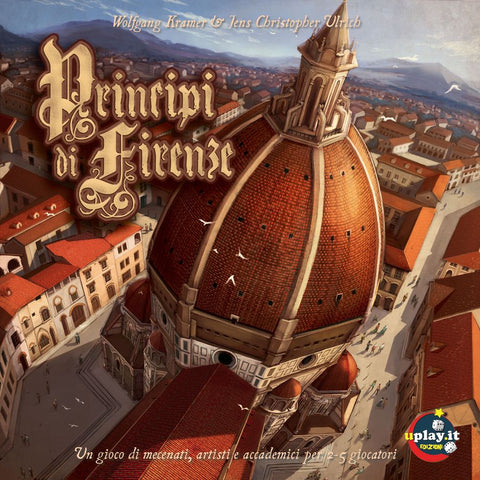 Wolfgang Kramer & Jens Christopher Ulrich
Principi
di Firenze
uplay.it
EDIZIONI
Un gioco di mecenati, artisti e accademici per 2-5 giocatori